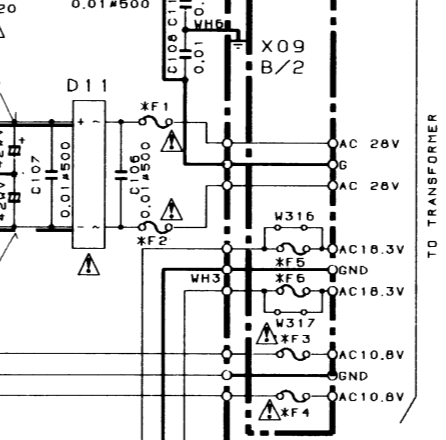 20
0.01#500
C108
0.01
WH6
X09
B/2
D11
*F1
AC 28V
G
AC 28V
C107
0.01#500
C106
0.01#500
*F2
W316
AC18.3V
*F5
GND
WH3
*F6
AC18.3V
W317
*F3
AC10.8V
GND
AC10.8V
*F4
TO TRANSFORMER